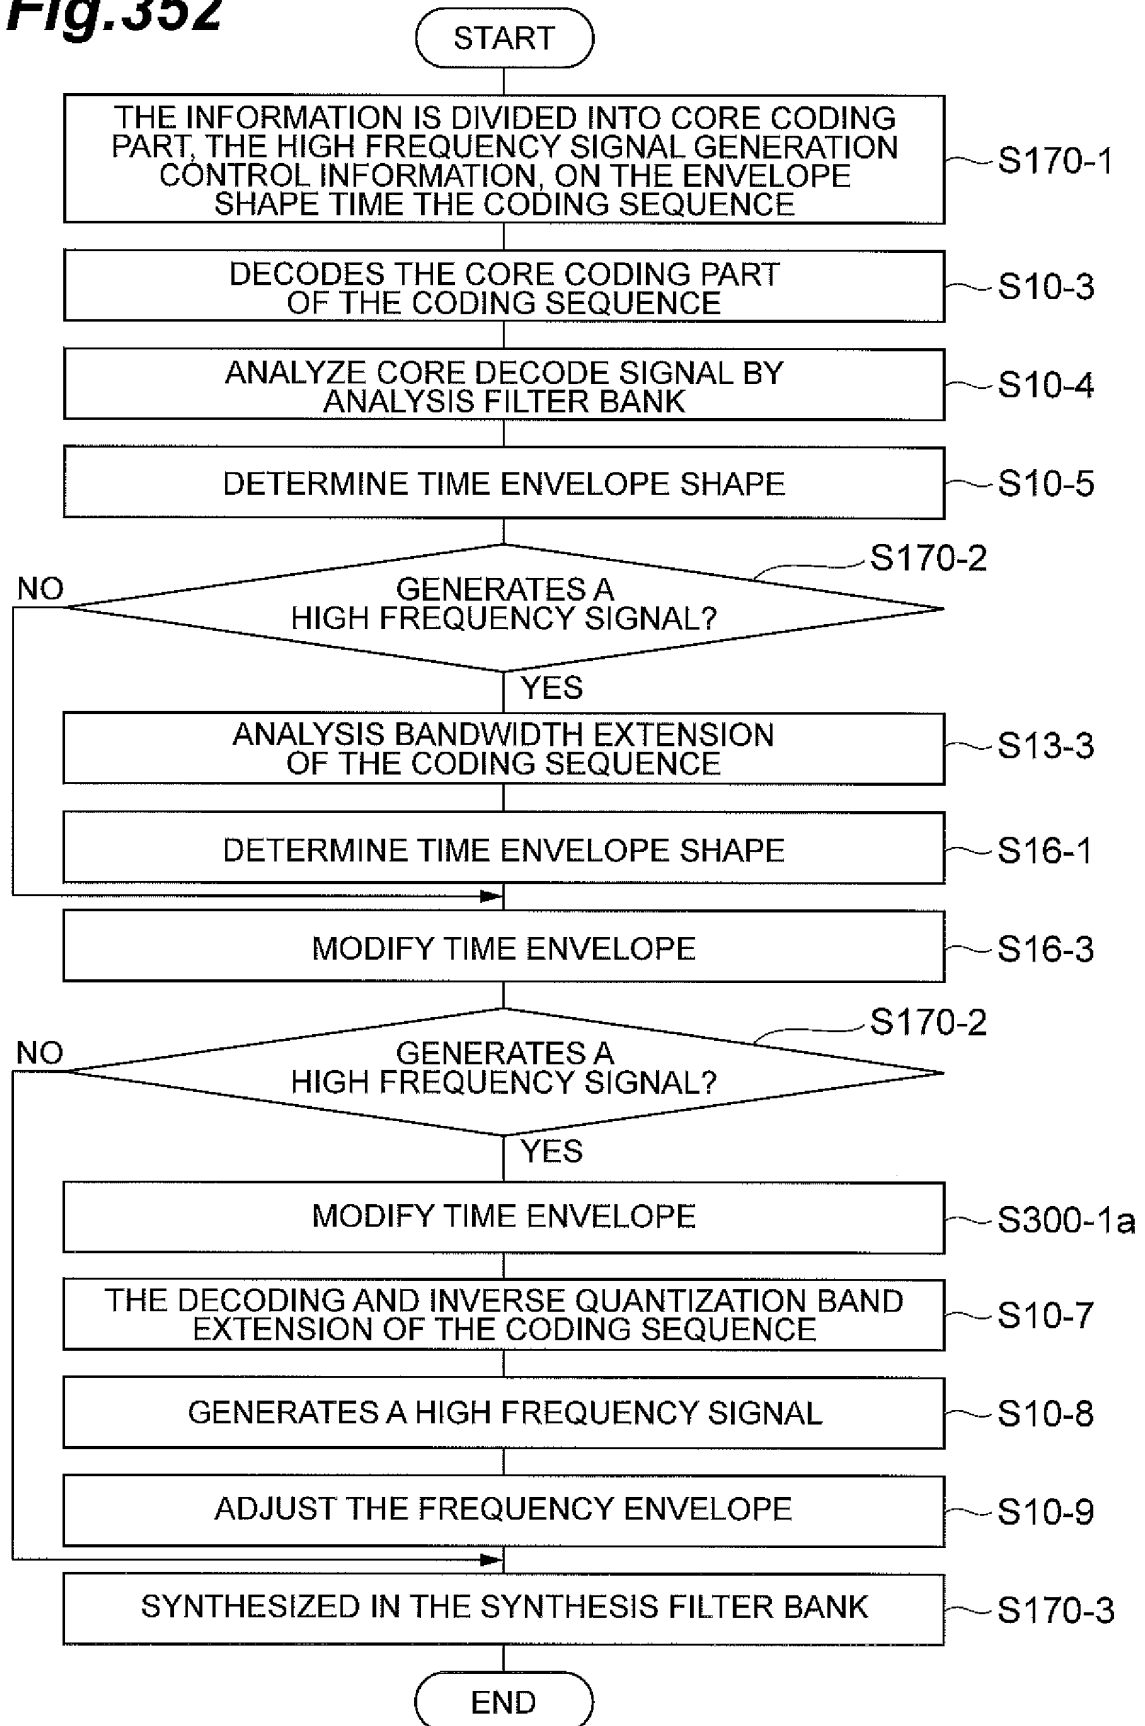 Fig.352
START
THE INFORMATION IS DIVIDED INTO CORE CODING
PART, THE HIGH FREQUENCY SIGNAL GENERATION
CONTROL INFORMATION, ON THE ENVELOPE
SHAPE TIME THE CODING SEQUENCE
S170-1
DECODES THE CORE CODING PART
OF THE CODING SEQUENCE
S10-3
ANALYZE CORE DECODE SIGNAL BY
ANALYSIS FILTER BANK
S10-4
DETERMINE TIME ENVELOPE SHAPE
S10-5
S170-2
NO
GENERATES A
HIGH FREQUENCY SIGNAL?
YES
ANALYSIS BANDWIDTH EXTENSION
OF THE CODING SEQUENCE
S13-3
DETERMINE TIME ENVELOPE SHAPE
S16-1
MODIFY TIME ENVELOPE
S16-3
S170-2
NO
GENERATES A
HIGH FREQUENCY SIGNAL?
YES
MODIFY TIME ENVELOPE
S300-1a
THE DECODING AND INVERSE QUANTIZATION BAND
EXTENSION OF THE CODING SEQUENCE
S10-7
GENERATES A HIGH FREQUENCY SIGNAL
S10-8
ADJUST THE FREQUENCY ENVELOPE
S10-9
SYNTHESIZED IN THE SYNTHESIS FILTER BANK
S170-3
END